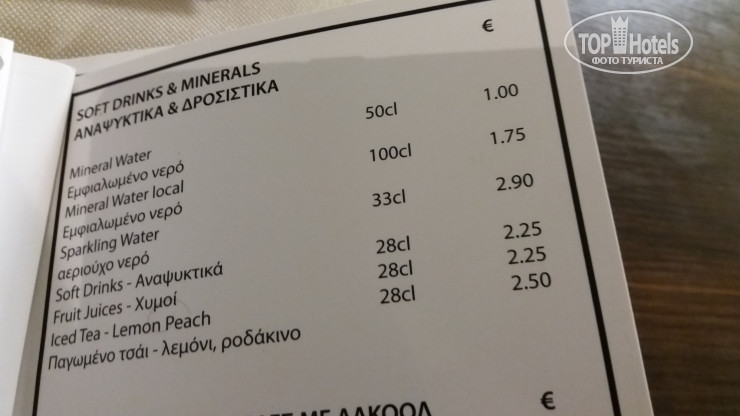 €
SOFT DRINKS & MINERALS
ΑΝΑΨΥΚΤΙΚΑ & ΔΡΟΣΙΣΤΙΚΑ
Mineral Water 50cl 1.00
Εμφιαλωμένο νερό
Mineral Water local 100cl 1.75
Εμφιαλωμένο νερό
Sparkling Water 33cl 2.90
αεριούχο νερό
Soft Drinks - Αναψυκτικά 28cl 2.25
Fruit Juices - Χυμοί 28cl 2.25
Iced Tea - Lemon Peach 28cl 2.50
Παγωμένο τσάι - λεμόνι, ροδάκινο
ΜΕ ΑΛΚΟΟΛ €
TOP Hotels
ФОТО ТУРИСТА